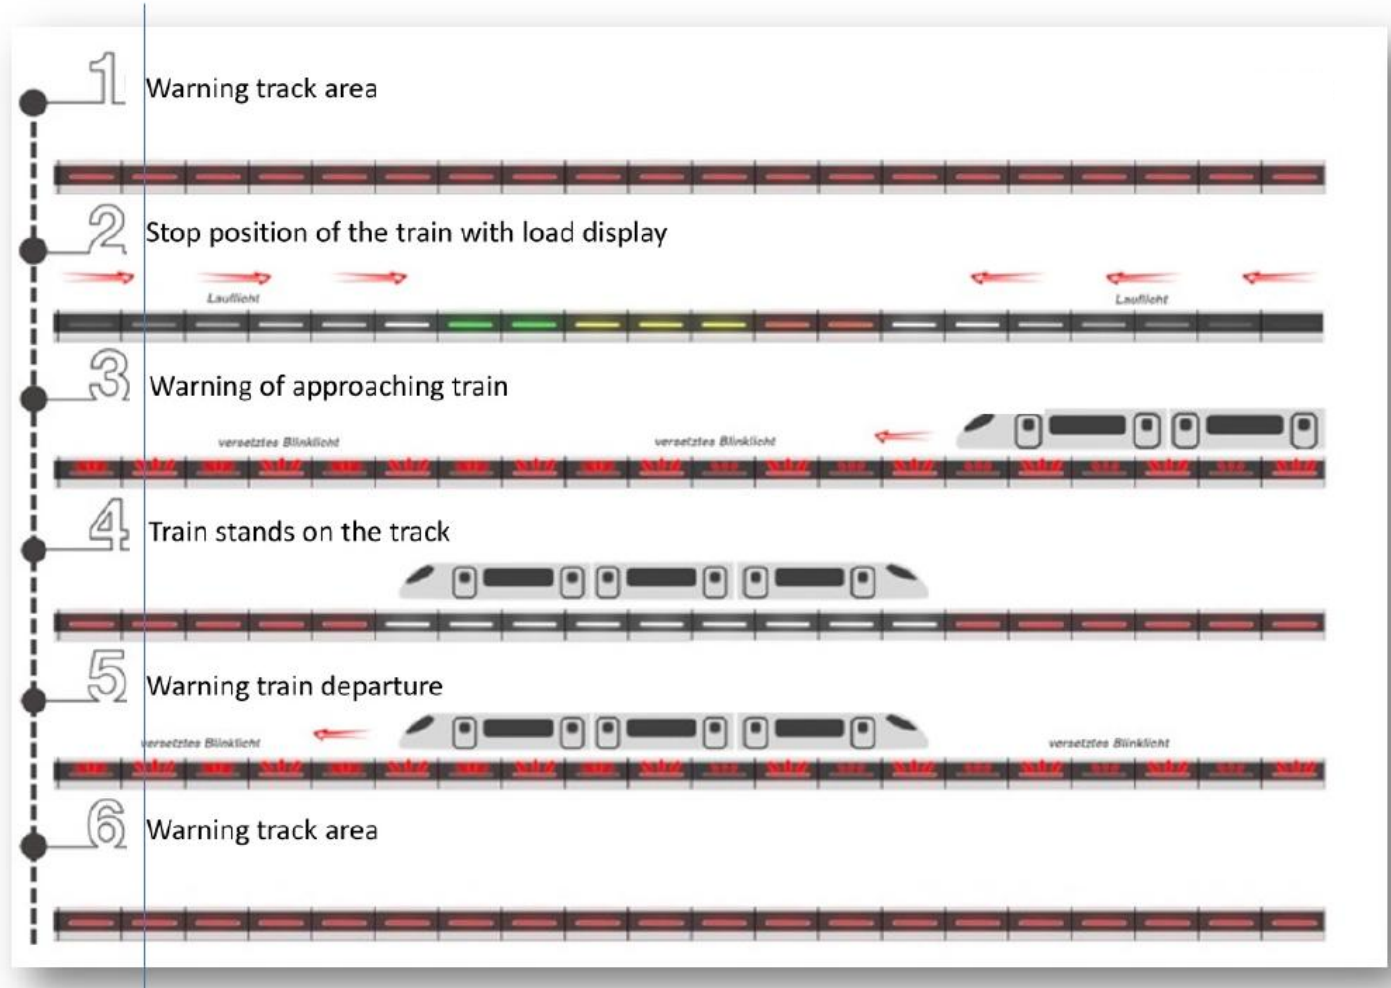 1
Warning track area
2
Stop position of the train with load display
Lauflicht
Lauflicht
3
Warning of approaching train
versetztes Blinklicht
versetztes Blinklicht
4
Train stands on the track
5
Warning train departure
versetztes Blinklicht
versetztes Blinklicht
6
Warning track area